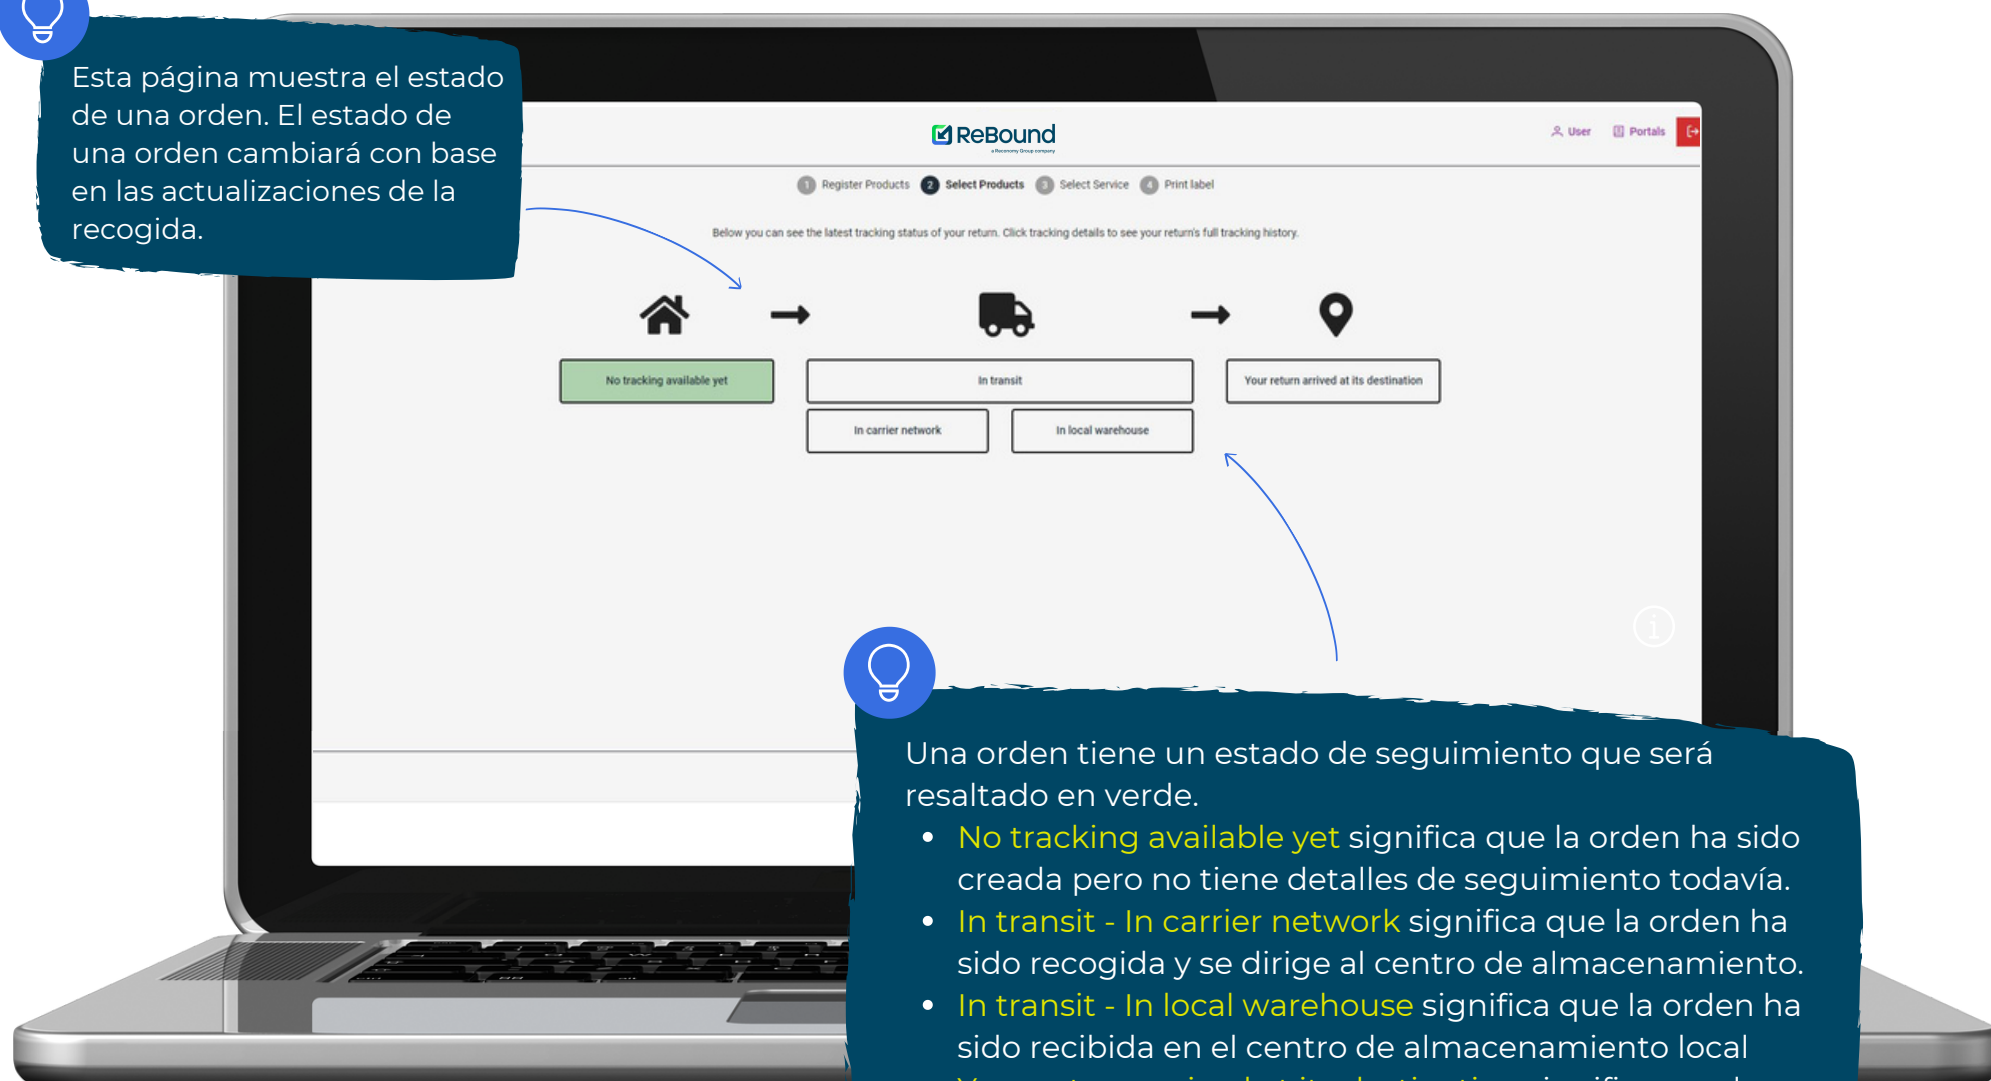 Esta página muestra el estado
de una orden. El estado de
una orden cambiará con base
en las actualizaciones de la
recogida.
ReBound
a Reconomy Group company
User
Portals
1 Register Products 2 Select Products 3 Select Service 4 Print label
Below you can see the latest tracking status of your return. Click tracking details to see your return's full tracking history.
No tracking available yet
In transit
Your return arrived at its destination
In carrier network
In local warehouse
Una orden tiene un estado de seguimiento que será
resaltado en verde.
• No tracking available yet significa que la orden ha sido
creada pero no tiene detalles de seguimiento todavía.
• In transit - In carrier network significa que la orden ha
sido recogida y se dirige al centro de almacenamiento.
• In transit - In local warehouse significa que la orden ha
sido recibida en el centro de almacenamiento local